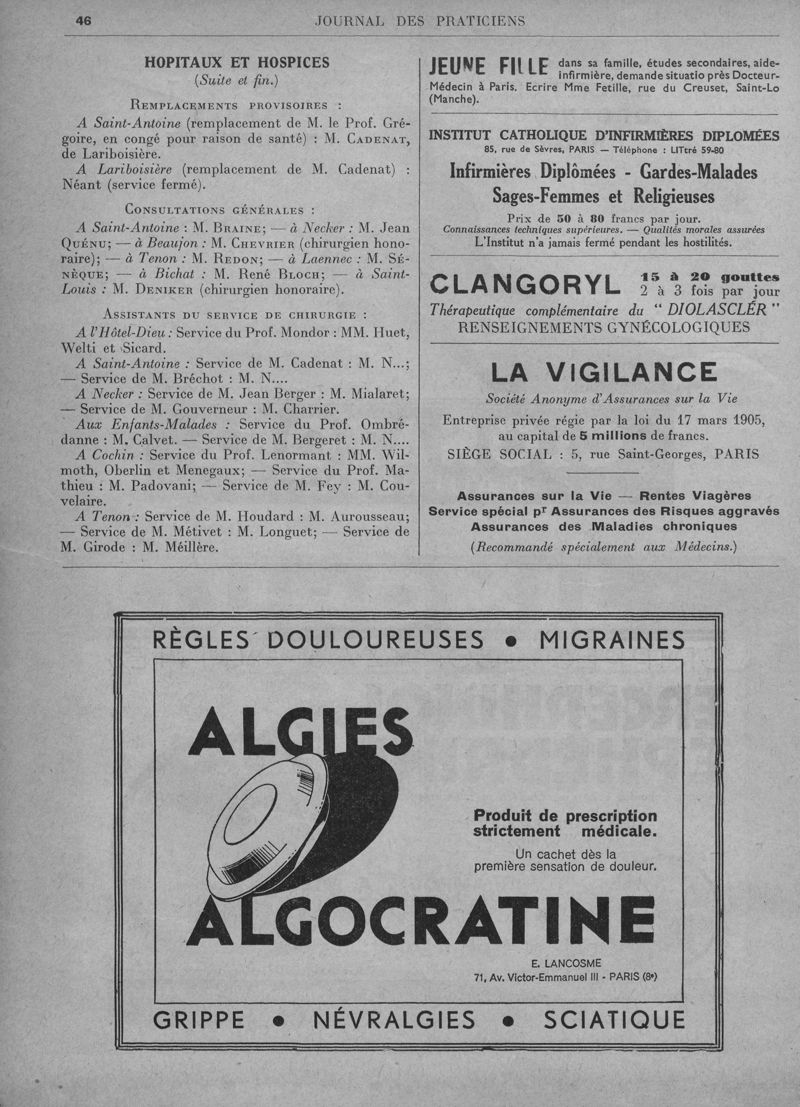 46
JOURNAL DES PRATICIENS
HOPITAUX ET HOSPICES
(Suite et fin.)
REMPLACEMENTS PROVISOIRES :
A Saint-Antoine (remplacement de M. le Prof. Gré-
goire, en congé pour raison de santé) : M. CADENAT,
de Lariboisière.
A Lariboisière (remplacement de M. Cadenat) :
Néant (service fermé).
CONSULTATIONS GÉNÉRALES :
A Saint-Antoine : M. BRAINE; — à Necker : M. Jean
QUÉNU; — à Beaujon : M. CHEVRIER (chirurgien hono-
raire); — à Tenon : M. REDON; — à Laennec : M. SÉ-
NÈQUE; — à Bichat : M. René BLOCH; — à Saint-
Louis : M. DENIKER (chirurgien honoraire).
ASSISTANTS DU SERVICE DE CHIRURGIE :
A l'Hôtel-Dieu : Service du Prof. Mondor : MM. Huet,
Welti et Sicard.
A Saint-Antoine : Service de M. Cadenat : M. N...;
— Service de M. Bréchot : M. N....
A Necker : Service de M. Jean Berger : M. Mialaret;
— Service de M. Gouverneur : M. Charrier.
Aux Enfants-Malades : Service du Prof. Ombré-
danne : M. Calvet. — Service de M. Bergeret : M. N....
A Cochin : Service du Prof. Lenormant : MM. Wil-
moth, Oberlin et Menegaux; — Service du Prof. Ma-
thieu : M. Padovani; — Service de M. Fey : M. Cou-
velaire.
A Tenon : Service de M. Houdard : M. Aurousseau;
— Service de M. Métivet : M. Longuet; — Service de
M. Girode : M. Méillère.
JEUNE FILLE dans sa famille, études secondaires, aide-
infirmière, demande situatio près Docteur-
Médecin à Paris. Ecrire Mme Fetille, rue du Creuset, Saint-Lo
(Manche).
INSTITUT CATHOLIQUE D'INFIRMIÈRES DIPLOMÉES
85, rue de Sèvres, PARIS — Téléphone : LITtré 59-80
Infirmières Diplômées - Gardes-Malades
Sages-Femmes et Religieuses
Prix de 50 à 80 francs par jour.
Connaissances techniques supérieures. — Qualités morales assurées
L'Institut n'a jamais fermé pendant les hostilités.
CLANGORYL 15 à 20 gouttes
2 à 3 fois par jour
Thérapeutique complémentaire du " DIOLASCLÉR "
RENSEIGNEMENTS GYNÉCOLOGIQUES
LA VIGILANCE
Société Anonyme d'Assurances sur la Vie
Entreprise privée régie par la loi du 17 mars 1905,
au capital de 5 millions de francs.
SIÈGE SOCIAL : 5, rue Saint-Georges, PARIS
Assurances sur la Vie — Rentes Viagères
Service spécial pr Assurances des Risques aggravés
Assurances des Maladies chroniques
(Recommandé spécialement aux Médecins.)
RÈGLES DOULOUREUSES • MIGRAINES
ALGIES
Produit de prescription
strictement médicale.
Un cachet dès la
première sensation de douleur.
ALGOCRATINE
E. LANCOSME
71, Av. Victor-Emmanuel III - PARIS (8e)
GRIPPE • NÉVRALGIES • SCIATIQUE